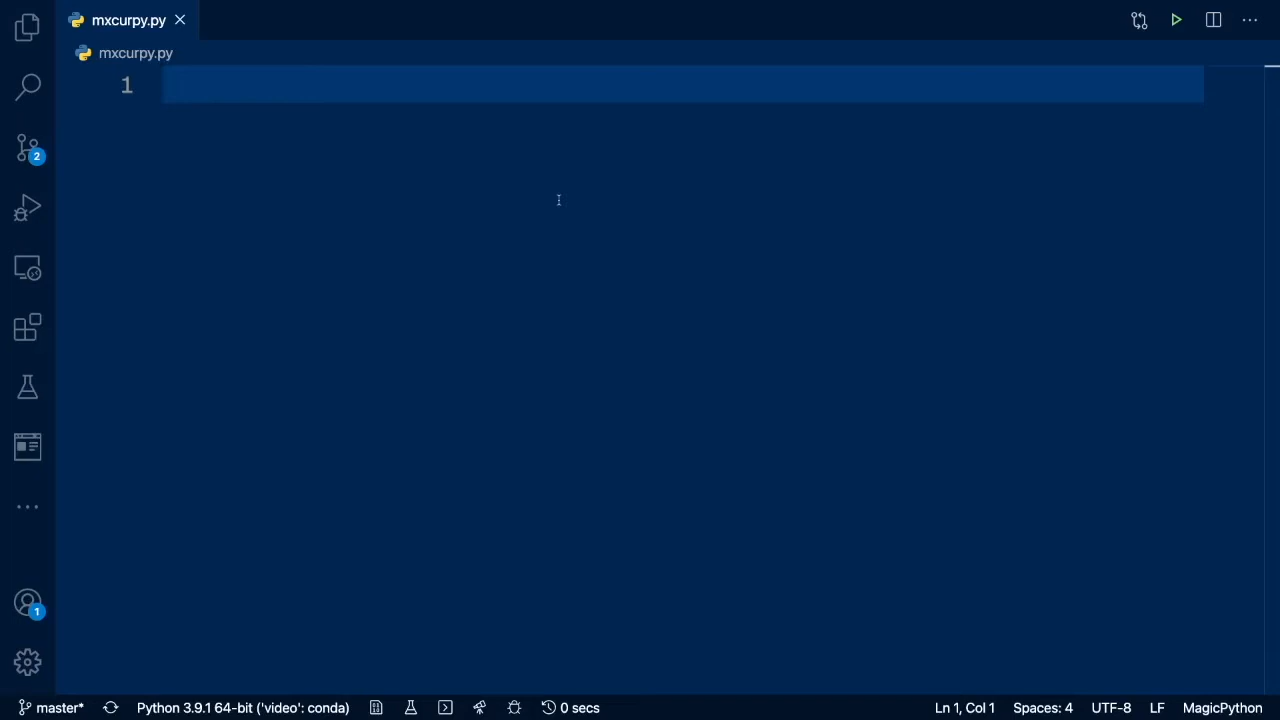 mxcurpy.py
mxcurpy.py
1
2
1
master* Python 3.9.1 64-bit ('video': conda) 0 secs Ln 1, Col 1 Spaces: 4 UTF-8 LF MagicPython